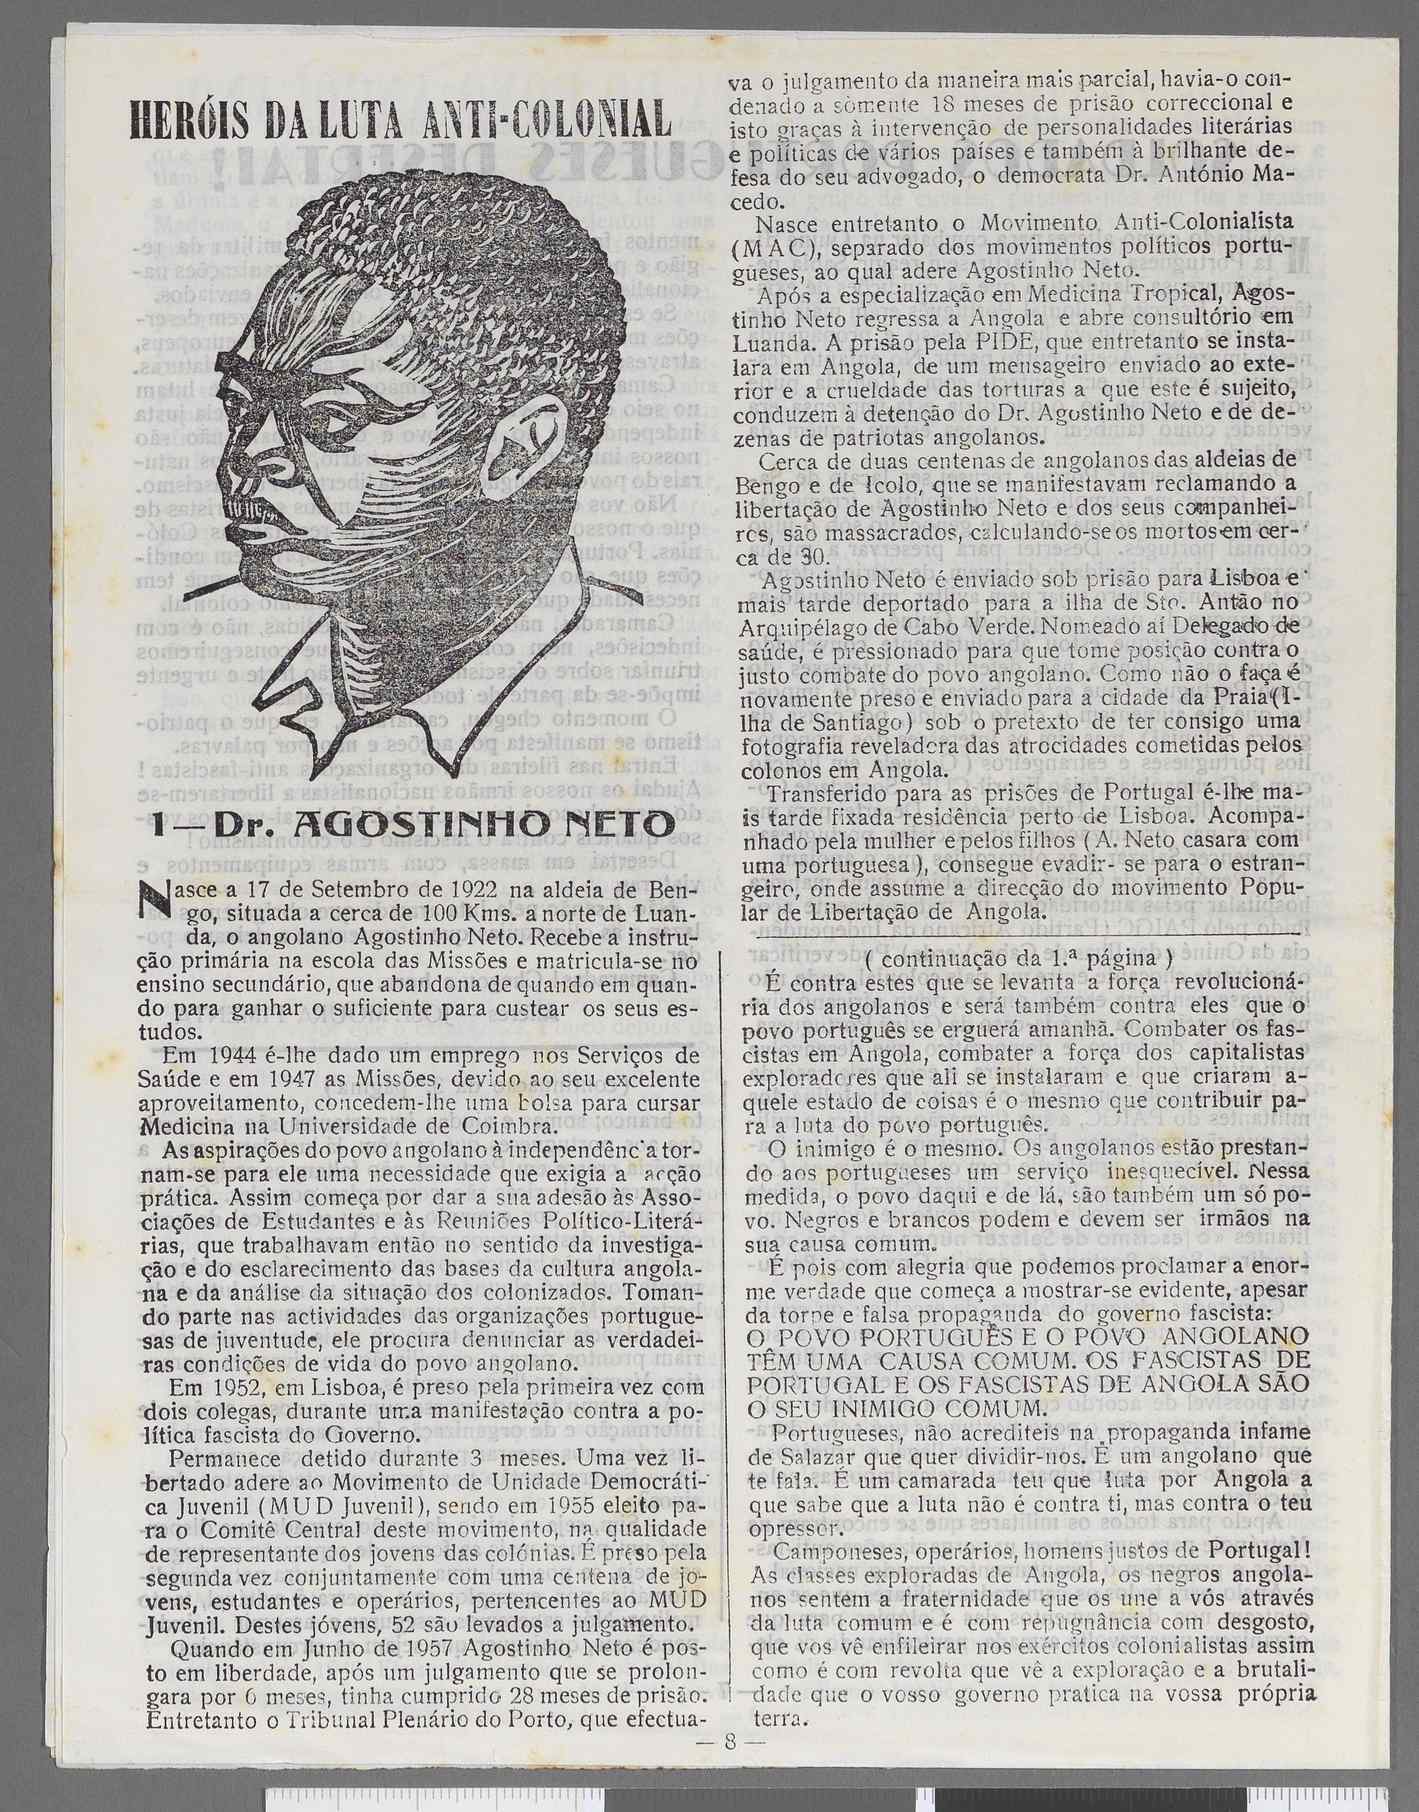 HERÓIS DA LUTA ANTI-COLONIAL
1—Dr. AGOSTINHO NETO
Nasce a 17 de Setembro de 1922 na aldeia de Ben-
go, situada a cerca de 100 Kms. a norte de Luan-
da, o angolano Agostinho Neto. Recebe a instru-
ção primária na escola das Missões e matricula-se no
ensino secundário, que abandona de quando em quan-
do para ganhar o suficiente para custear os seus es-
tudos.
Em 1944 é-lhe dado um emprego nos Serviços de
Saúde e em 1947 as Missões, devido ao seu excelente
aproveitamento, concedem-lhe uma bolsa para cursar
Medicina na Universidade de Coimbra.
As aspirações do povo angolano à independênc'a tor-
nam-se para ele uma necessidade que exigia a acção
prática. Assim começa por dar a sua adesão às Asso-
ciações de Estudantes e às Reuniões Político-Literá-
rias, que trabalhavam então no sentido da investiga-
ção e do esclarecimento das bases da cultura angola-
na e da análise da situação dos colonizados. Toman-
do parte nas actividades das organizações portugue-
sas de juventude, ele procura denunciar as verdadei-
ras condições de vida do povo angolano.
Em 1952, em Lisboa, é preso pela primeira vez com
dois colegas, durante uma manifestação contra a po-
lítica fascista do Governo.
Permanece detido durante 3 meses. Uma vez li-
bertado adere ao Movimento de Unidade Democráti-
ca Juvenil (MUD Juvenil), sendo em 1955 eleito pa-
ra o Comitê Central deste movimento, na qualidade
de representante dos jovens das colónias. É preso pela
segunda vez conjuntamente com uma centena de jo-
vens, estudantes e operários, pertencentes ao MUD
Juvenil. Destes jóvens, 52 são levados a julgamento.
Quando em Junho de 1957 Agostinho Neto é pos-
to em liberdade, após um julgamento que se prolon-
gara por 6 meses, tinha cumprido 28 meses de prisão.
Entretanto o Tribunal Plenário do Porto, que efectua-
va o julgamento da maneira mais parcial, havia-o con-
denado a sòmente 18 meses de prisão correccional e
isto graças à intervenção de personalidades literárias
e políticas de vários países e também à brilhante de-
fesa do seu advogado, o democrata Dr. António Ma-
cedo.
Nasce entretanto o Movimento Anti-Colonialista
(MAC), separado dos movimentos políticos portu-
gueses, ao qual adere Agostinho Neto.
Após a especialização em Medicina Tropical, Agos-
tinho Neto regressa a Angola e abre consultório em
Luanda. A prisão pela PIDE, que entretanto se insta-
lara em Angola, de um mensageiro enviado ao exte-
rior e a crueldade das torturas a que este é sujeito,
conduzem à detenção do Dr. Agostinho Neto e de de-
zenas de patriotas angolanos.
Cerca de duas centenas de angolanos das aldeias de
Bengo e de Icolo, que se manifestavam reclamando a
libertação de Agostinho Neto e dos seus companhei-
ros, são massacrados, calculando-se os mortos em cer-
ca de 30.
Agostinho Neto é enviado sob prisão para Lisboa e
mais tarde deportado para a ilha de Sto. Antão no
Arquipélago de Cabo Verde. Nomeado aí Delegado de
saúde, é pressionado para que tome posição contra o
justo combate do povo angolano. Como não o faça é
novamente preso e enviado para a cidade da Praia(I-
lha de Santiago) sob o pretexto de ter consigo uma
fotografia reveladora das atrocidades cometidas pelos
colonos em Angola.
Transferido para as prisões de Portugal é-lhe ma-
is tarde fixada residência perto de Lisboa. Acompa-
nhado pela mulher e pelos filhos (A. Neto casara com
uma portuguesa), consegue evadir- se para o estran-
geiro, onde assume a direcção do movimento Popu-
lar de Libertação de Angola.
( continuação da 1.ª página )
É contra estes que se levanta a força revolucioná-
ria dos angolanos e será também contra eles que o
povo português se erguerá amanhã. Combater os fas-
cistas em Angola, combater a força dos capitalistas
exploradores que ali se instalaram e que criaram a-
quele estado de coisas é o mesmo que contribuir pa-
ra a luta do povo português.
O inimigo é o mesmo. Os angolanos estão prestan-
do aos portugueses um serviço inesquecível. Nessa
medida, o povo daqui e de lá, são também um só po-
vo. Negros e brancos podem e devem ser irmãos na
sua causa comum.
É pois com alegria que podemos proclamar a enor-
me verdade que começa a mostrar-se evidente, apesar
da torpe e falsa propaganda do governo fascista:
O POVO PORTUGUÊS E O POVO ANGOLANO
TÊM UMA CAUSA COMUM. OS FASCISTAS DE
PORTUGAL E OS FASCISTAS DE ANGOLA SÃO
O SEU INIMIGO COMUM.
Portugueses, não acrediteis na propaganda infame
de Salazar que quer dividir-nos. É um angolano que
te fala. É um camarada teu que luta por Angola a
que sabe que a luta não é contra ti, mas contra o teu
opressor.
Camponeses, operários, homens justos de Portugal!
As classes exploradas de Angola, os negros angola-
nos sentem a fraternidade que os une a vós através
da luta comum e é com repugnância com desgosto,
que vos vê enfileirar nos exércitos colonialistas assim
como é com revolta que vê a exploração e a brutali-
dade que o vosso governo pratica na vossa própria
terra.
— 8 —